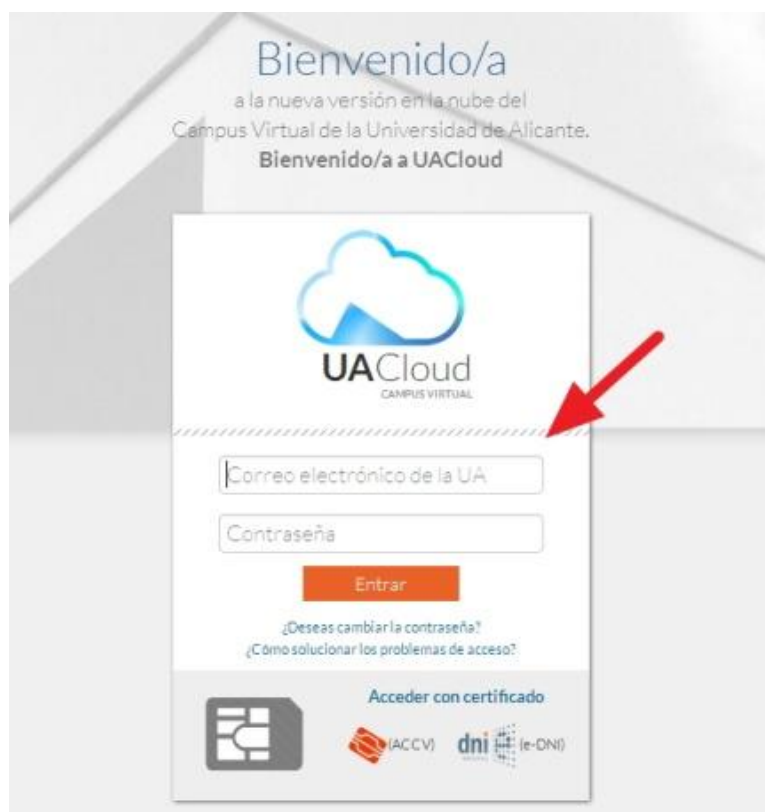 Bienvenido/a
a la nueva versión en la nube del
Campus Virtual de la Universidad de Alicante.
Bienvenido/a a UACloud
UACloud
CAMPUS VIRTUAL
Correo electrónico de la UA
Contraseña
Entrar
¿Deseas cambiar la contraseña?
¿Cómo solucionar los problemas de acceso?
Acceder con certificado
(ACCV) dni (e-DNI)